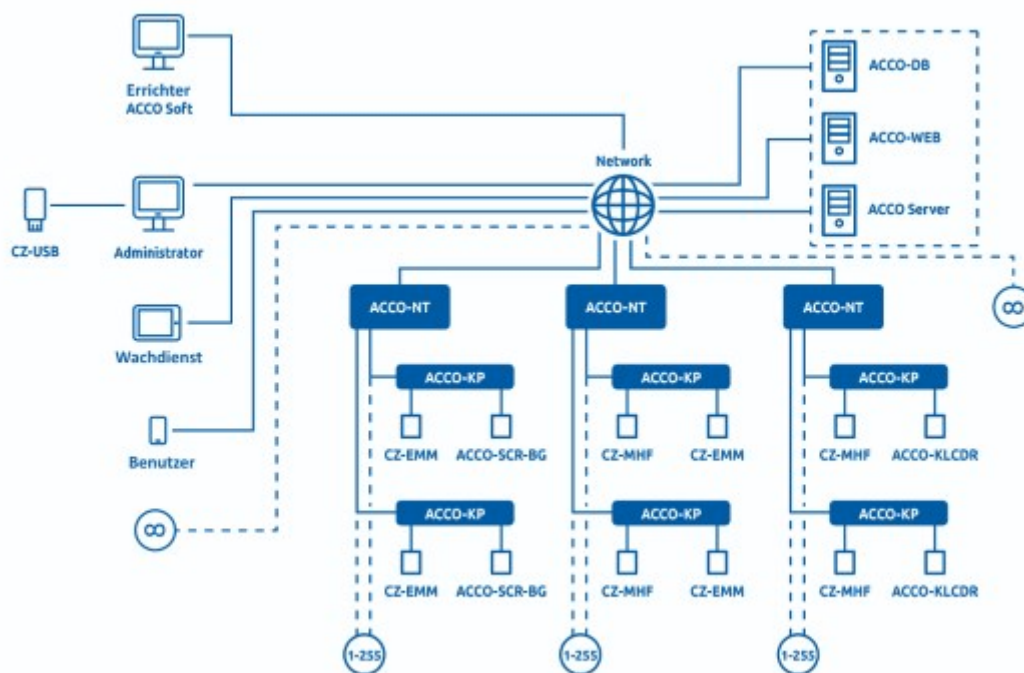 Errichter
ACCO Soft
ACCO-DB
ACCO-WEB
Network
ACCO Server
CZ-USB
Administrator
ACCO-NT
ACCO-NT
ACCO-NT
∞
Wachdienst
ACCO-KP
ACCO-KP
ACCO-KP
CZ-EMM
ACCO-SCR-BG
CZ-MHF
CZ-EMM
CZ-MHF
ACCO-KLCDR
Benutzer
∞
ACCO-KP
ACCO-KP
ACCO-KP
CZ-EMM
ACCO-SCR-BG
CZ-MHF
CZ-EMM
CZ-MHF
ACCO-KLCDR
1-255
1-255
1-255